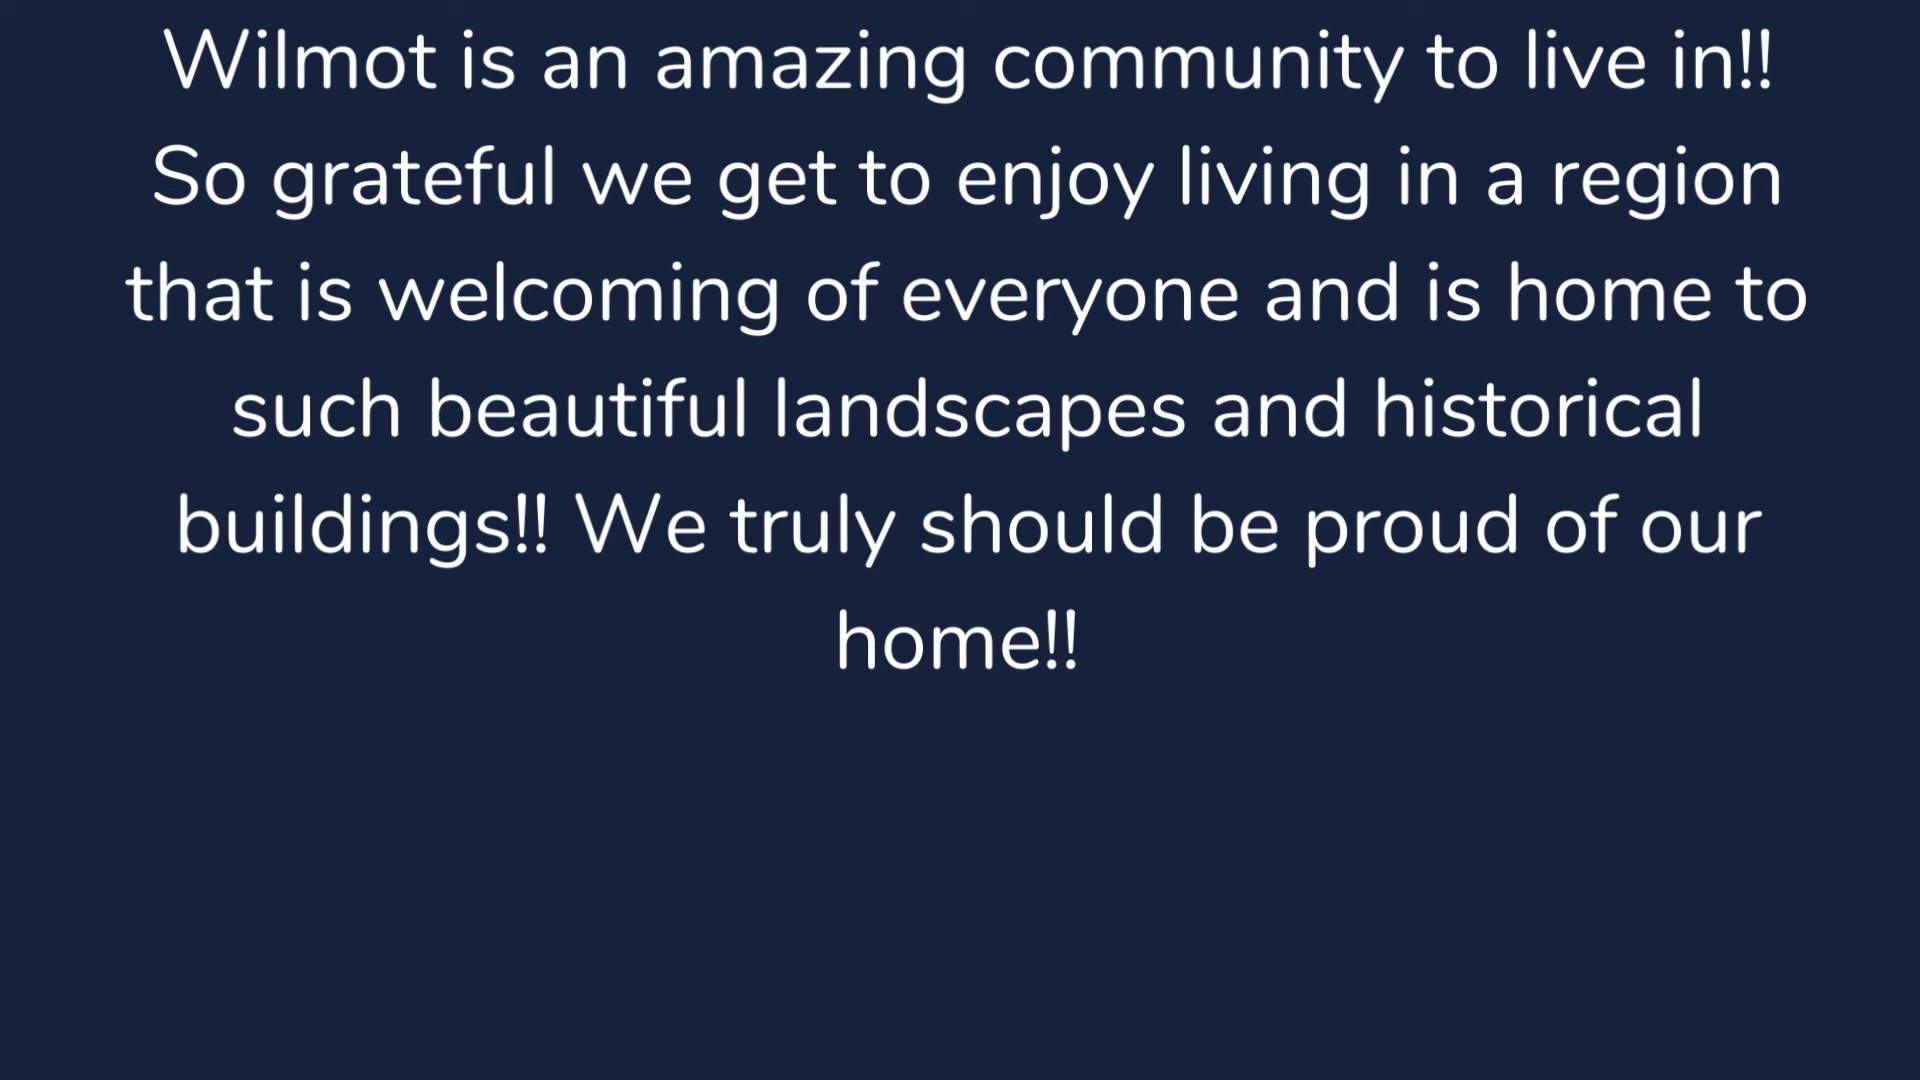 Wilmot is an amazing community to live in!!
So grateful we get to enjoy living in a region
that is welcoming of everyone and is home to
such beautiful landscapes and historical
buildings!! We truly should be proud of our
home!!